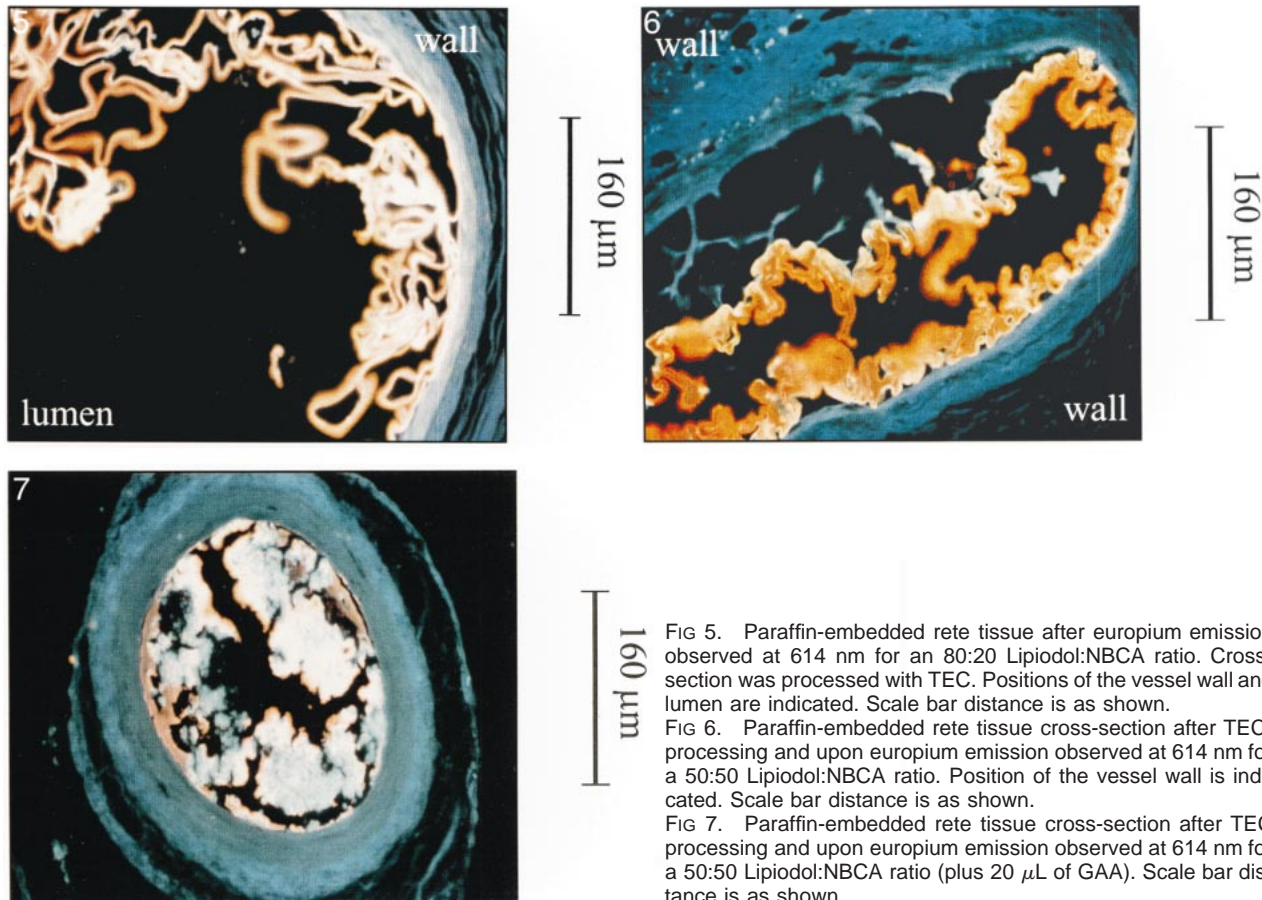 5
wall
lumen
160 μm
6
wall
wall
160 μm
7
160 μm
FIG 5. Paraffin-embedded rete tissue after europium emission
observed at 614 nm for an 80:20 Lipiodol:NBCA ratio. Cross-
section was processed with TEC. Positions of the vessel wall an
lumen are indicated. Scale bar distance is as shown.
FIG 6. Paraffin-embedded rete tissue cross-section after TEC
processing and upon europium emission observed at 614 nm fo
a 50:50 Lipiodol:NBCA ratio. Position of the vessel wall is indi-
cated. Scale bar distance is as shown.
FIG 7. Paraffin-embedded rete tissue cross-section after TEC
processing and upon europium emission observed at 614 nm fo
a 50:50 Lipiodol:NBCA ratio (plus 20 μL of GAA). Scale bar dis-
tance is as shown.